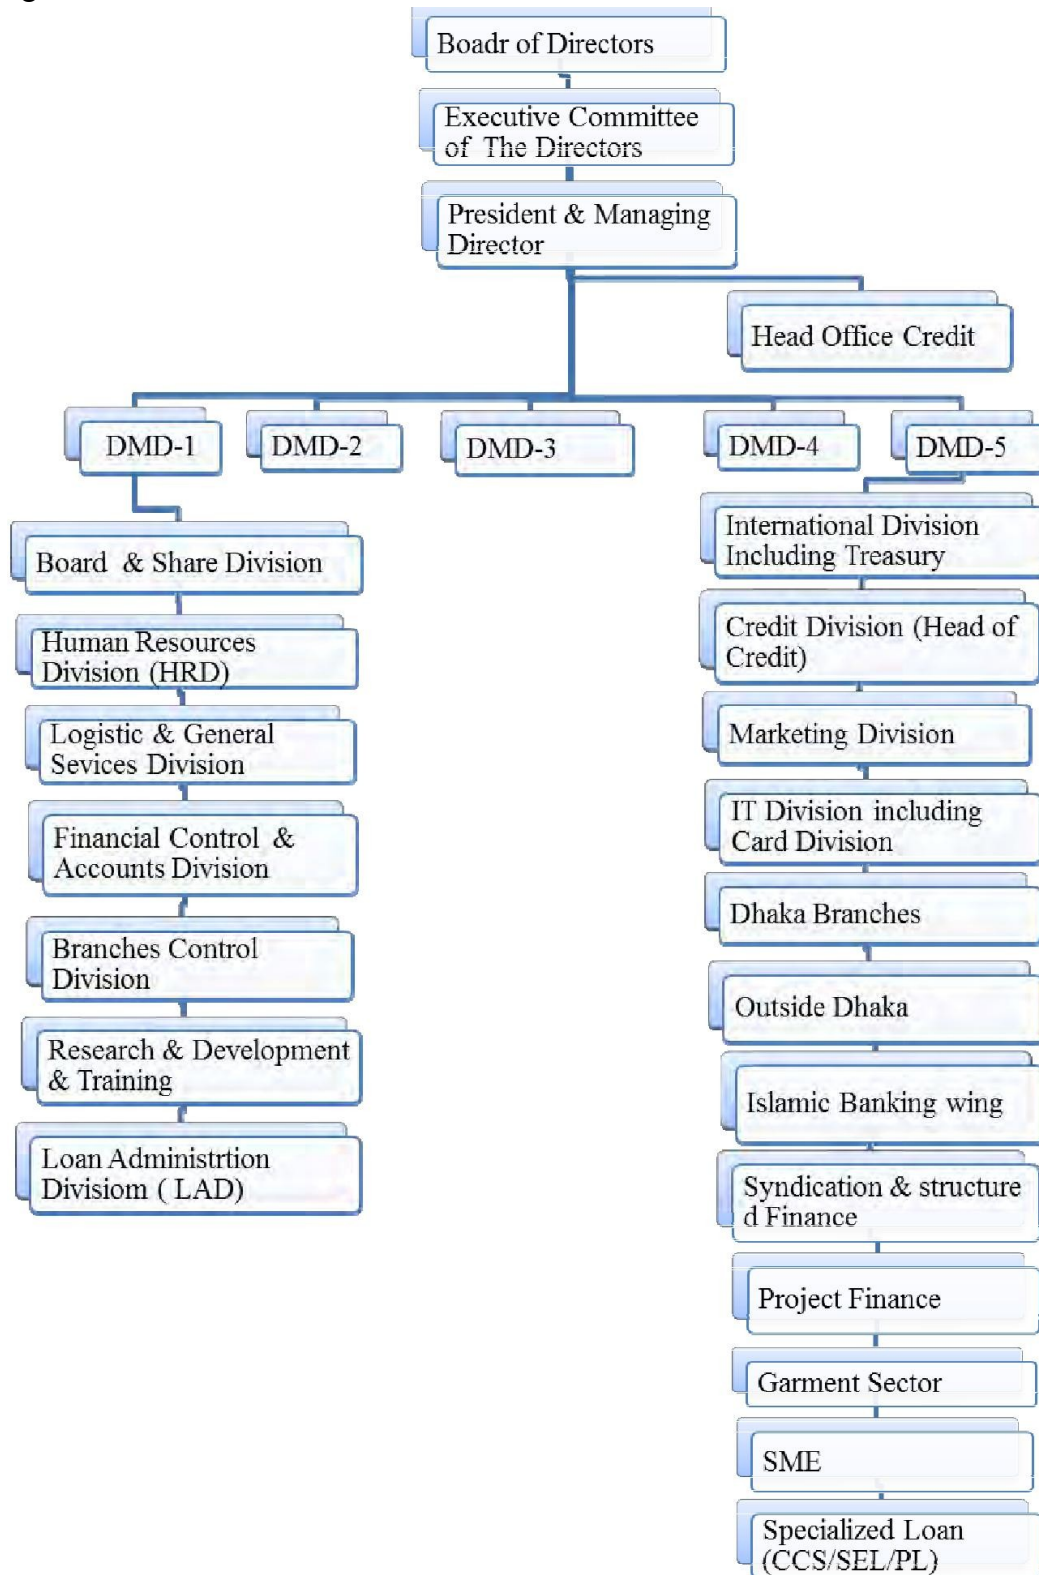 Boadr of Directors
Executive Committee
of The Directors
President & Managing
Director
Head Office Credit
DMD-1
DMD-2
DMD-3
DMD-4
DMD-5
Board & Share Division
Human Resources
Division (HRD)
Logistic & General
Sevices Division
Financial Control &
Accounts Division
Branches Control
Division
Research & Development
& Training
Loan Administrtion
Divisiom ( LAD)
International Division
Including Treasury
Credit Division (Head of
Credit)
Marketing Division
IT Division including
Card Division
Dhaka Branches
Outside Dhaka
Islamic Banking wing
Syndication & structure
d Finance
Project Finance
Garment Sector
SME
Specialized Loan
(CCS/SEL/PL)